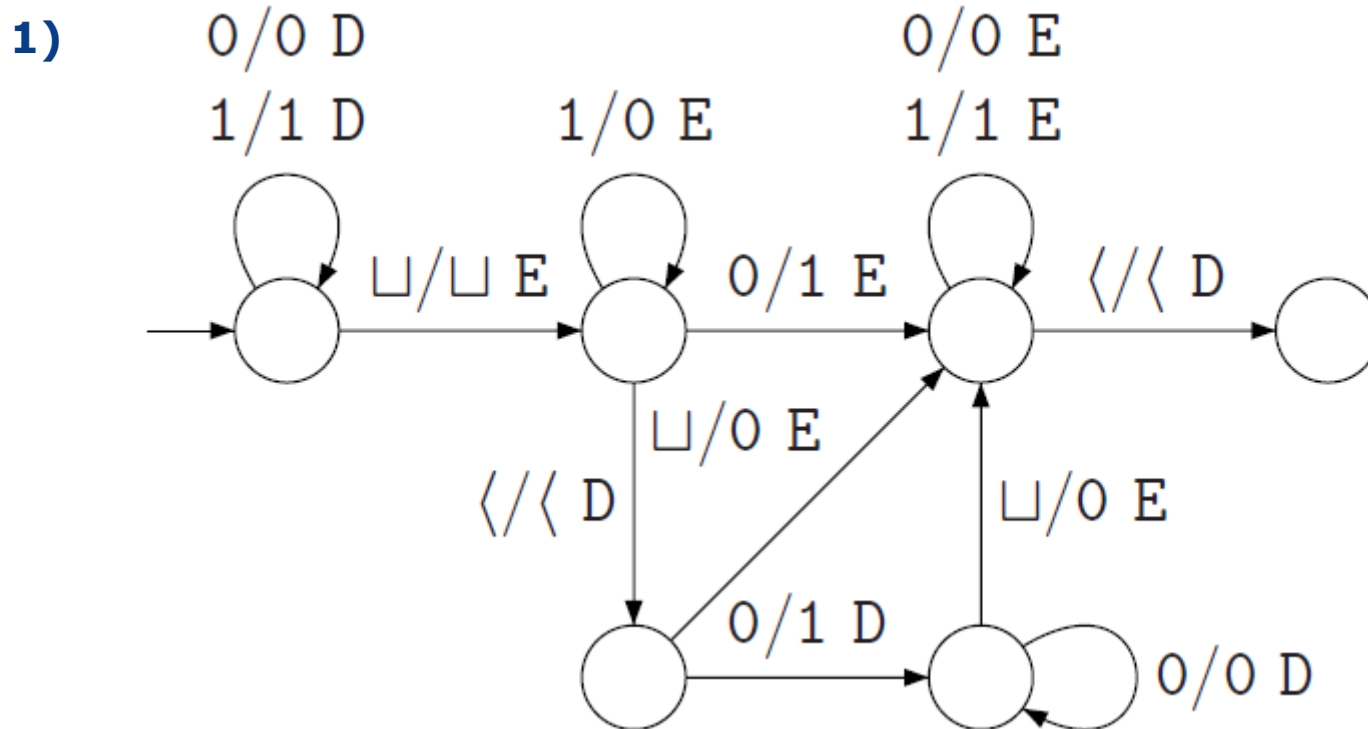 1)
0/0 D
1/1 D
1/0 E
0/0 E
1/1 E
⊔/⊔ E
0/1 E
⟨/⟨ D
⊔/0 E
⟨/⟨ D
⊔/0 E
0/1 D
0/0 D